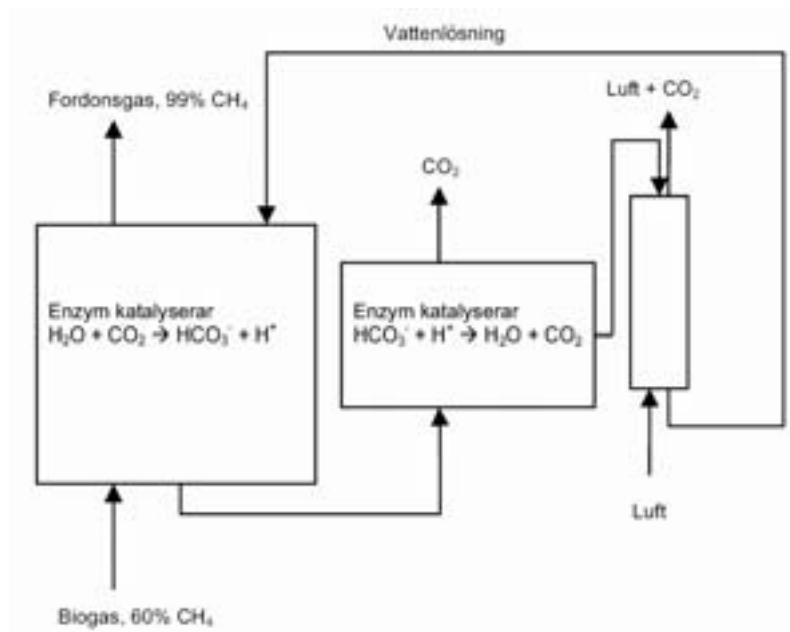 Vattenlösning
Fordonsgas, 99% CH₄
Luft + CO₂
CO₂
Enzym katalyserar
H₂O + CO₂ → HCO₃⁻ + H⁺
Enzym katalyserar
HCO₃⁻ + H⁺ → H₂O + CO₂
Luft
Biogas, 60% CH₄